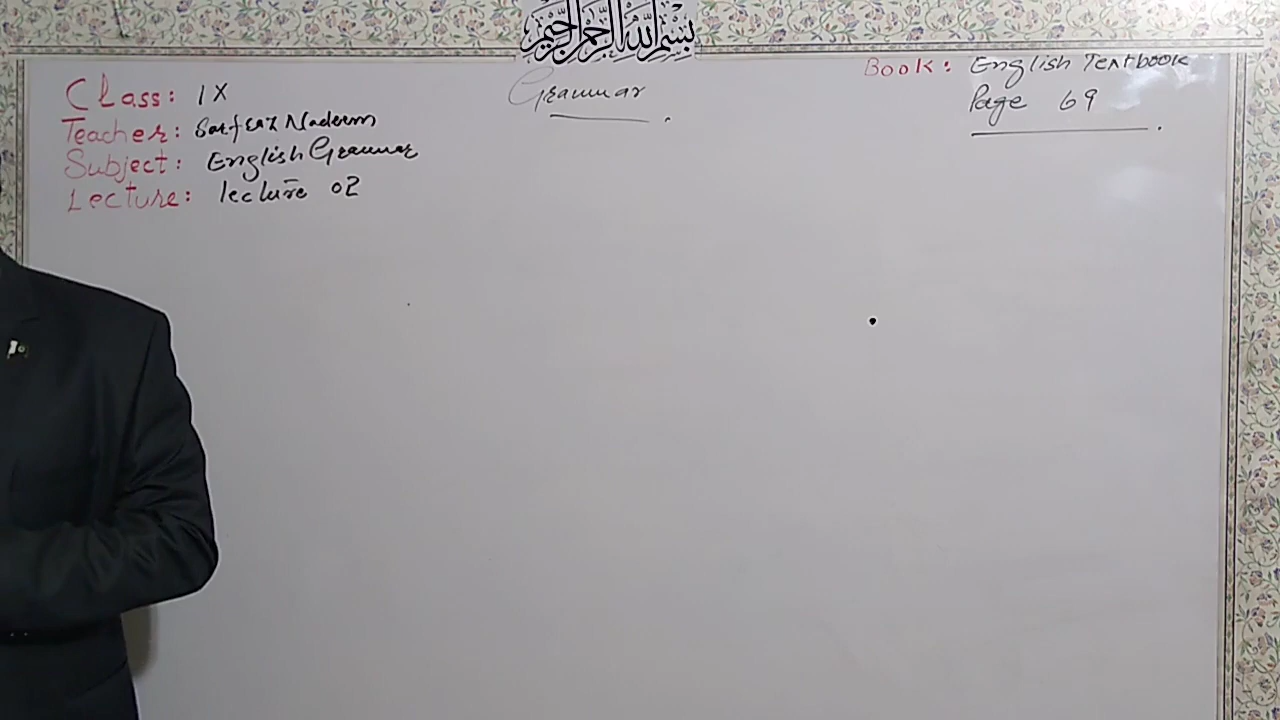 بسم الله الرحمن الرحيم
Class: IX
Teacher: Sarfraz Nadeem
Subject: English Grammar
Lecture: lecture 02
Grammar
Book: English Textbook
Page 69